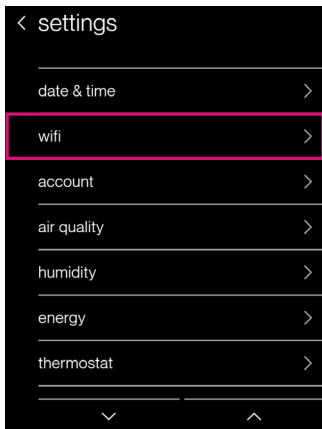 settings
date & time
wifi
account
air quality
humidity
energy
thermostat